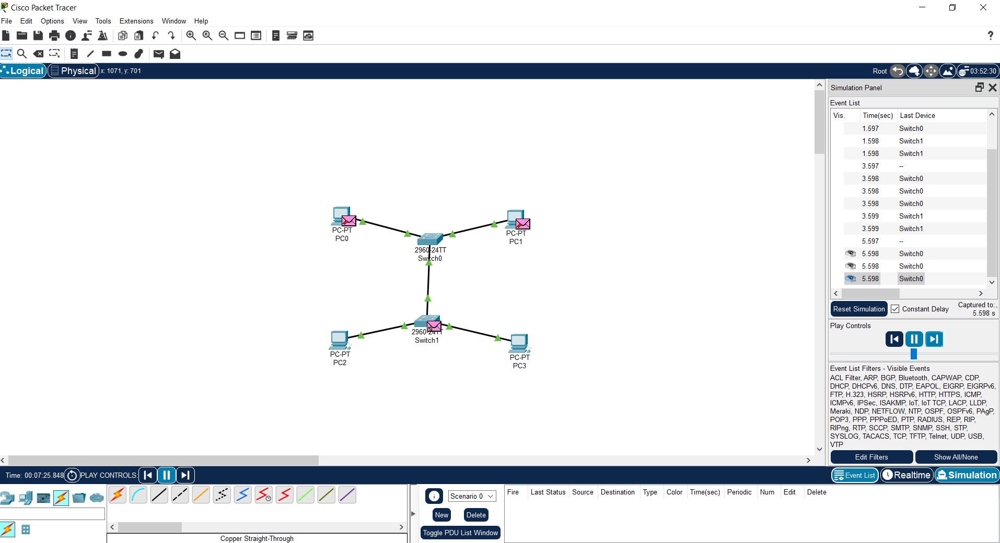 Cisco Packet Tracer
File Edit Options View Tools Extensions Window Help
?
Logical Physical x: 1071, y: 701 Root 03:52:30
Simulation Panel
Event List
Vis. Time(sec) Last Device
1.597 Switch0
1.598 Switch1
1.598 Switch1
3.597 --
3.598 Switch0
3.598 Switch0
3.598 Switch0
3.599 Switch1
3.599 Switch1
5.597 --
5.598 Switch0
5.598 Switch0
5.598 Switch0
Reset Simulation Constant Delay Captured to:
5.598 s
Play Controls
Event List Filters - Visible Events
ACL Filter, ARP, BGP, Bluetooth, CAPWAP, CDP,
DHCP, DHCPv6, DNS, DTP, EAPOL, EIGRP, EIGRPv6,
FTP, H.323, HSRP, HSRPv6, HTTP, HTTPS, ICMP,
ICMPv6, IPSec, ISAKMP, IoT, IoT TCP, LACP, LLDP,
Meraki, NDP, NETFLOW, NTP, OSPF, OSPFv6, PAgP,
POP3, PPP, PPPoED, PTP, RADIUS, REP, RIP,
RIPng, RTP, SCCP, SMTP, SNMP, SSH, STP,
SYSLOG, TACACS, TCP, TFTP, Telnet, UDP, USB,
VTP
Edit Filters Show All/None
PC-PT
PC0
PC-PT
PC1
2960-24TT
Switch0
2960-24TT
Switch1
PC-PT
PC2
PC-PT
PC3
Time: 00:07:25.848 PLAY CONTROLS: Event List Realtime Simulation
Scenario 0
New Delete
Toggle PDU List Window
Fire Last Status Source Destination Type Color Time(sec) Periodic Num Edit Delete
Copper Straight-Through